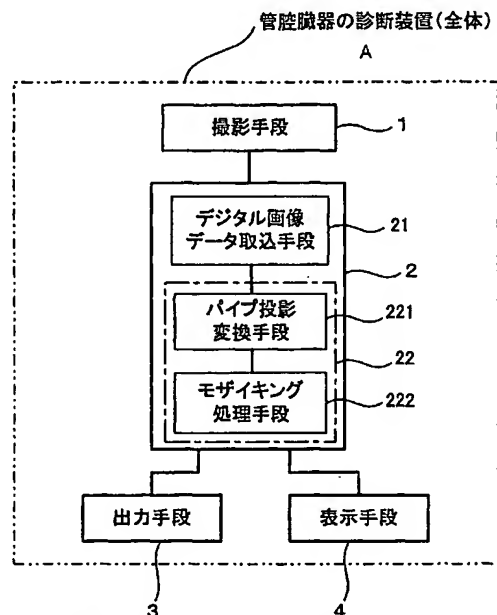 管腔臓器の診断装置(全体)
A
撮影手段
1
デジタル画像
データ取込手段
21
2
パイプ投影
変換手段
221
22
モザイキング
処理手段
222
出力手段
表示手段
3
4